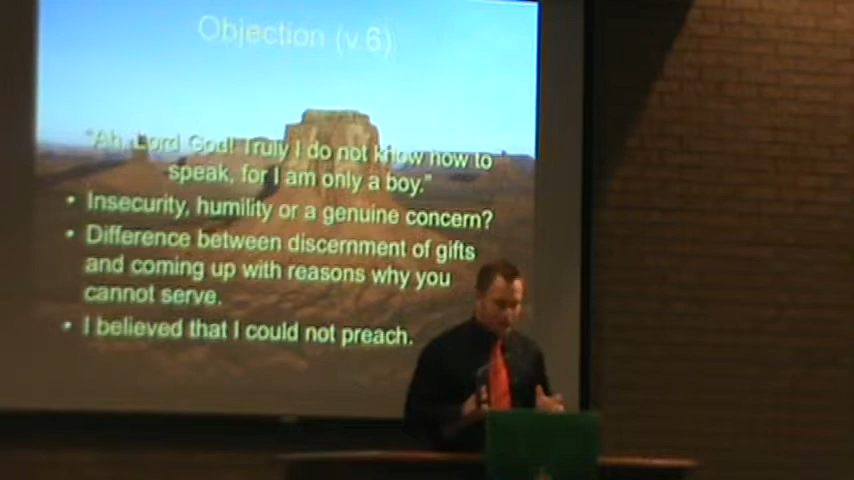 Objection (v.6)
"Ah, Lord God! Truly I do not know how to
speak, for I am only a boy."
• Insecurity, humility or a genuine concern?
• Difference between discernment of gifts
and coming up with reasons why you
cannot serve.
• I believed that I could not preach.